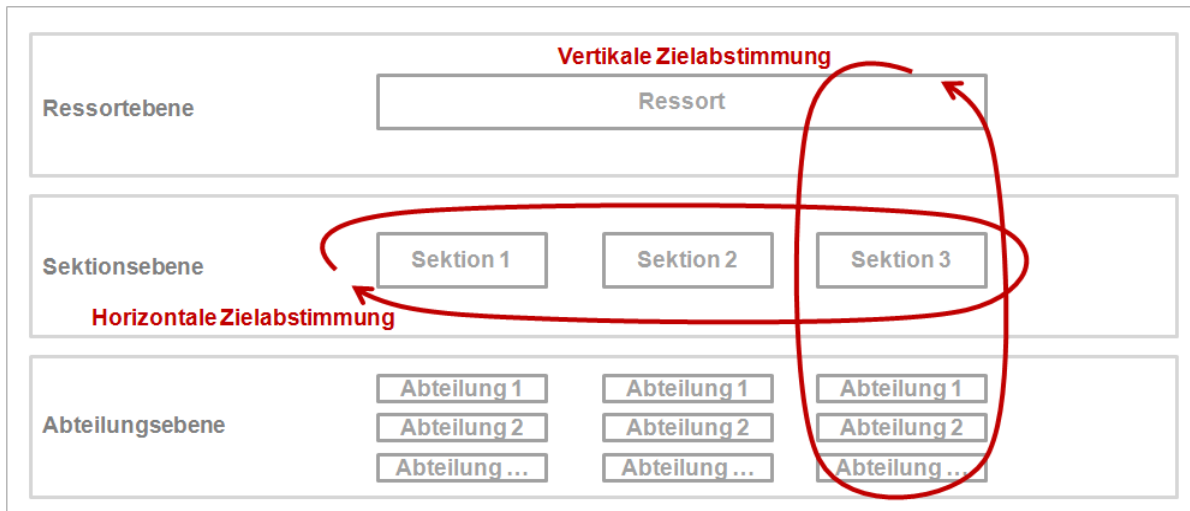 Vertikale Zielabstimmung
Ressortebene
Ressort
Sektionsebene
Sektion 1
Sektion 2
Sektion 3
Horizontale Zielabstimmung
Abteilungsebene
Abteilung 1
Abteilung 1
Abteilung 1
Abteilung 2
Abteilung 2
Abteilung 2
Abteilung ...
Abteilung ...
Abteilung ...